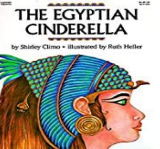 THE EGYPTIAN
CINDERELLA
by Shirley Climo • illustrated by Ruth Heller